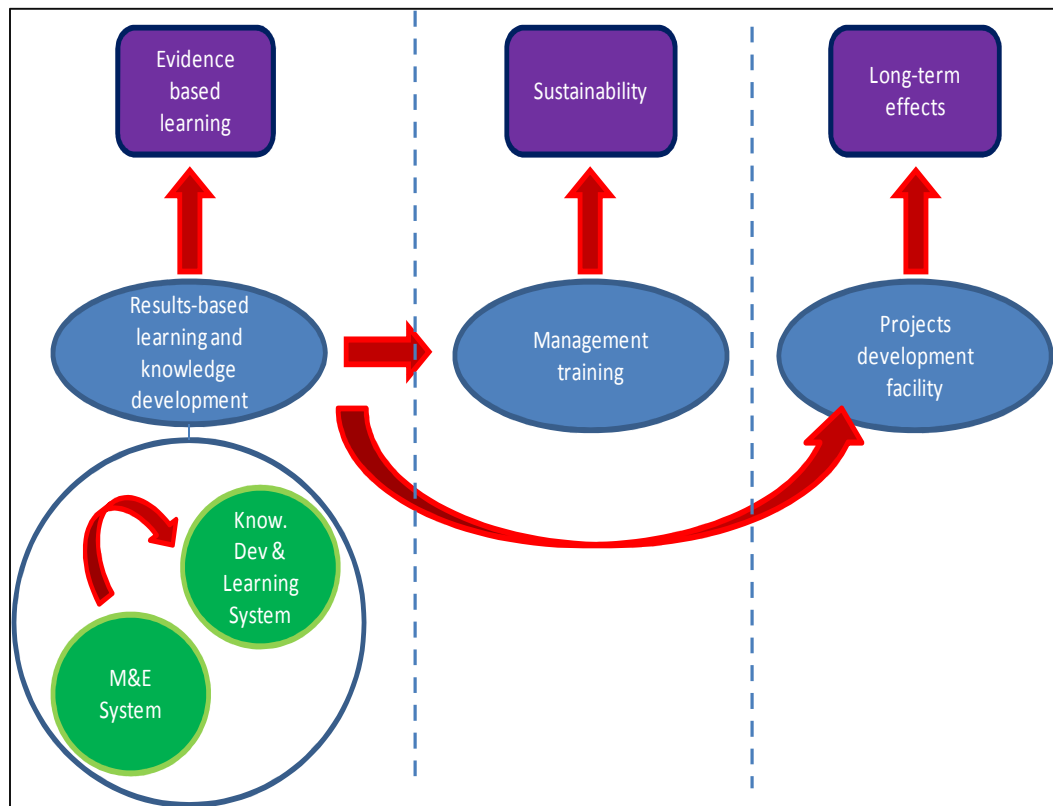 Evidence
based
learning
Sustainability
Long-term
effects
Results-based
learning and
knowledge
development
Management
training
Projects
development
facility
Know.
Dev &
Learning
System
M&E
System